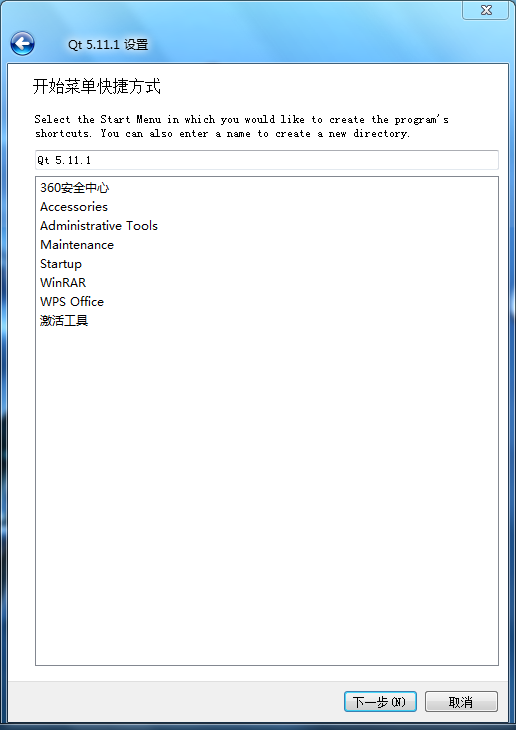 Qt 5.11.1 设置
开始菜单快捷方式
Select the Start Menu in which you would like to create the program's
shortcuts. You can also enter a name to create a new directory.
Qt 5.11.1
360安全中心
Accessories
Administrative Tools
Maintenance
Startup
WinRAR
WPS Office
激活工具
下一步(N) 取消